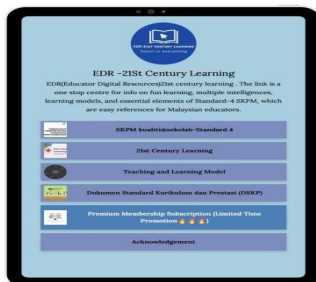 EDR 21st Century Learning
EDR -21St Century Learning
EDR(Educator Digital Resources)21st century learning . The link is a
one stop centre for info on fun learning, multiple intelligences,
learning models, and essential elements of Standard-4 SKPM, which
are easy references for Malaysian educators.
SKPM kualiti@sekolah-Standard 4
21st Century Learning
Teaching and Learning Model
Dokumen Standard Kurikulum dan Prestasi (DSKP)
Premium Membership Subscription (Limited Time
Promotion🔥🔥🔥)
Acknowledgement